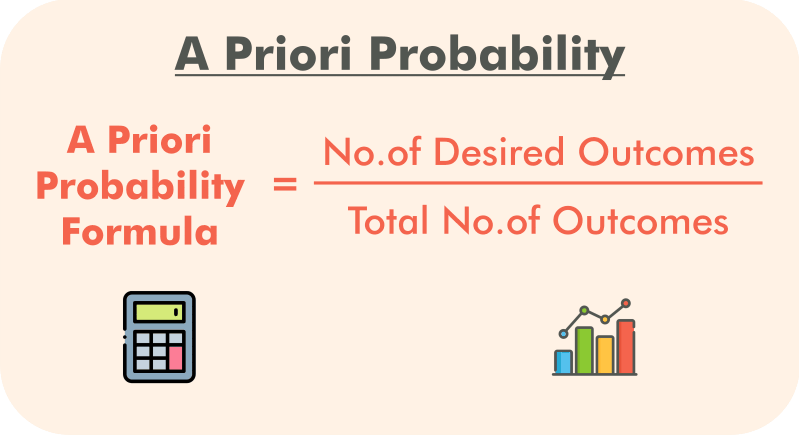 A Priori Probability
A Priori
Probability
Formula
=
No.of Desired Outcomes
Total No.of Outcomes